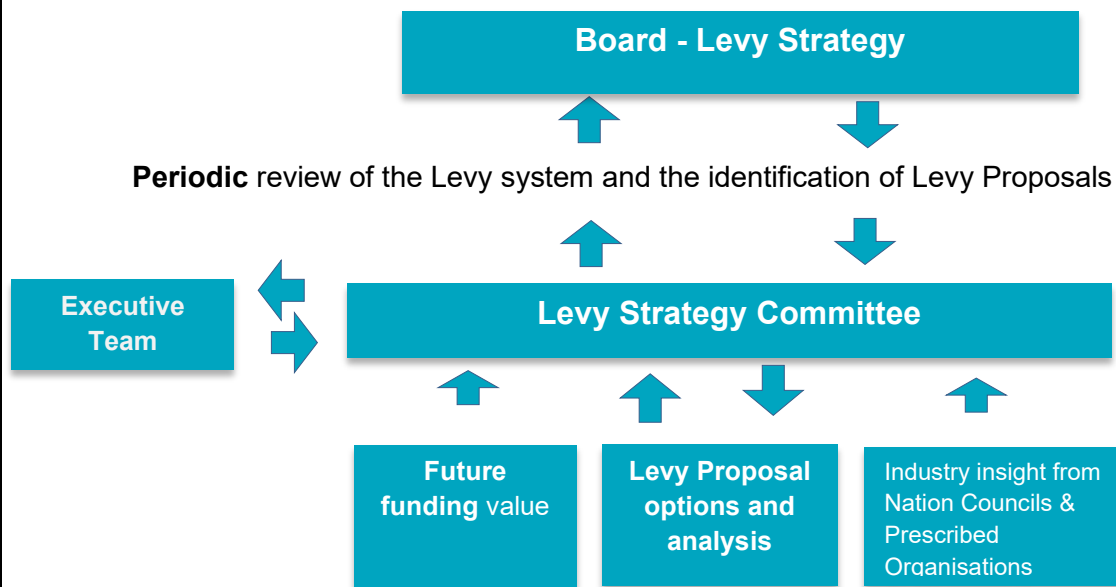 Board - Levy Strategy
Periodic review of the Levy system and the identification of Levy Proposals
Executive
Team
Levy Strategy Committee
Future
funding value
Levy Proposal
options and
analysis
Industry insight from
Nation Councils &
Prescribed
Organisations